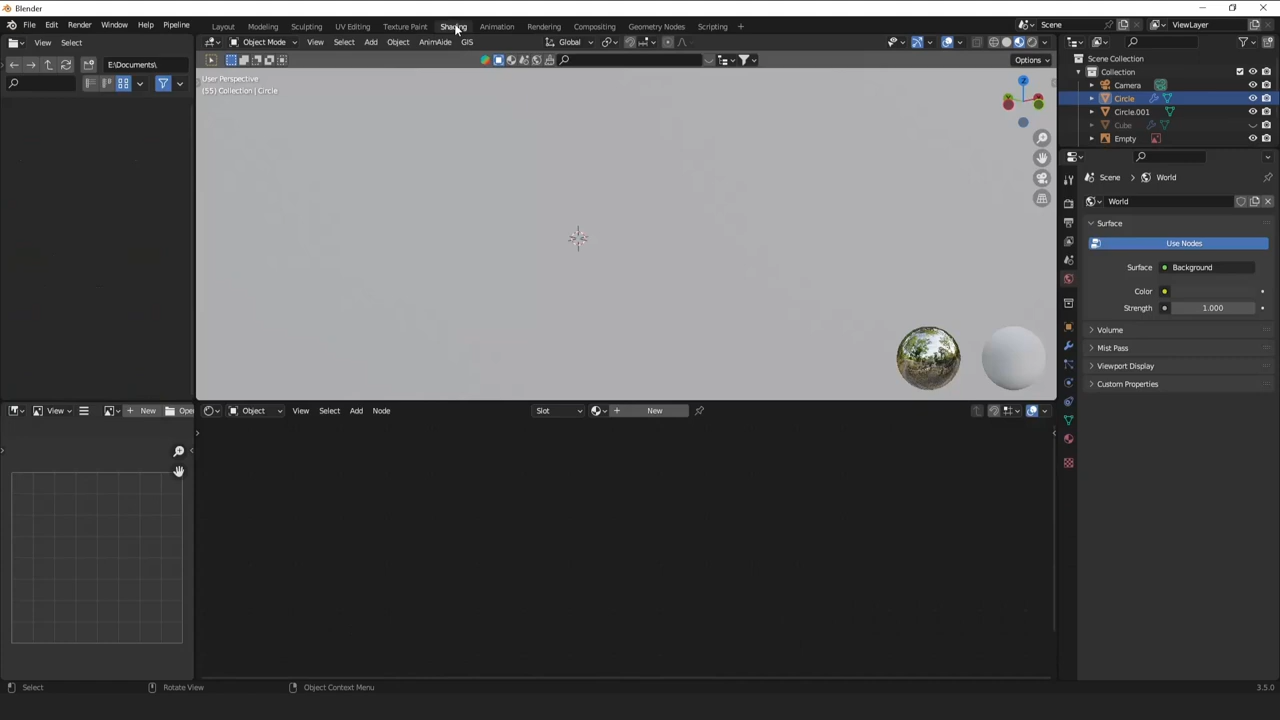 Blender
File Edit Render Window Help Pipeline Layout Modeling Sculpting UV Editing Texture Paint Shading Animation Rendering Compositing Geometry Nodes Scripting + Scene ViewLayer
View Select Object Mode View Select Add Object AnimAide GIS Global
E:\Documents\ Options
User Perspective
(55) Collection | Circle
Scene Collection
Collection
Camera
Circle
Circle.001
Cube
Empty
Scene > World
World
Surface
Use Nodes
Surface Background
Color
Strength 1.000
Volume
Mist Pass
Viewport Display
Custom Properties
View + New Ope Object View Select Add Node Slot + New
Select Rotate View Object Context Menu 3.5.0